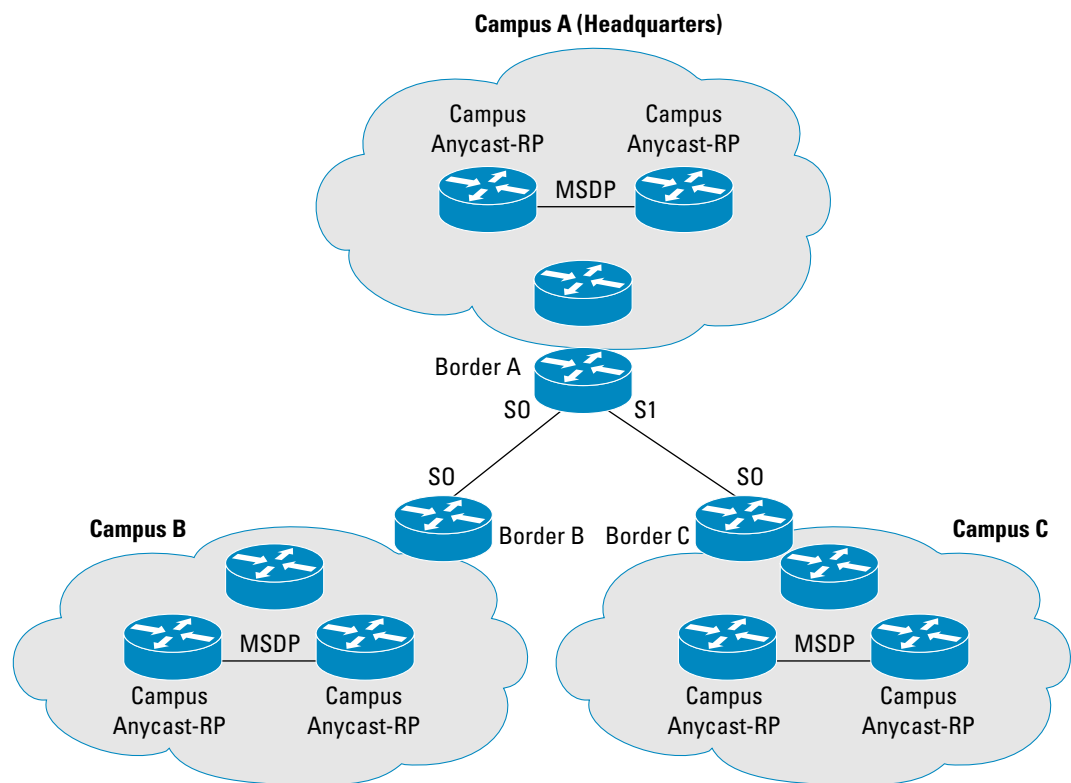 Campus A (Headquarters)
Campus
Anycast-RP
Campus
Anycast-RP
MSDP
Border A
S0
S1
S0
S0
Campus B
Border B
Border C
Campus C
MSDP
MSDP
Campus
Anycast-RP
Campus
Anycast-RP
Campus
Anycast-RP
Campus
Anycast-RP